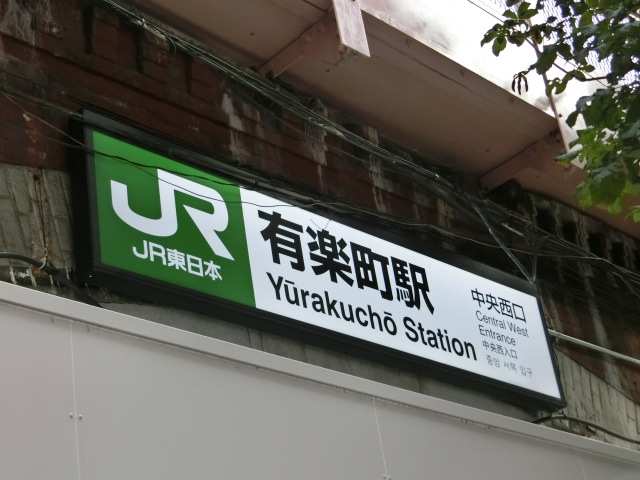 JR
JR東日本
有楽町駅
Yūrakuchō Station
中央西口
Central West
Entrance
中央西入口
중앙 서쪽 입구